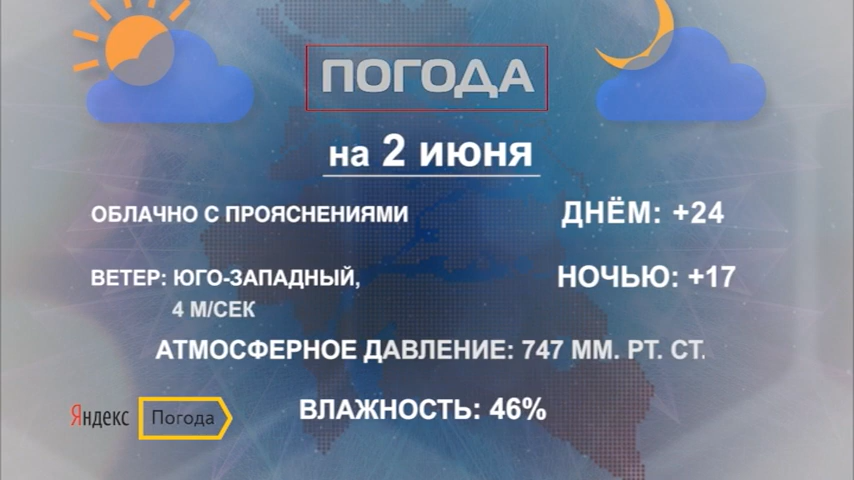 ПОГОДА
на 2 июня
ОБЛАЧНО С ПРОЯСНЕНИЯМИ
ДНЁМ: +24
ВЕТЕР: ЮГО-ЗАПАДНЫЙ,
4 М/СЕК
НОЧЬЮ: +17
АТМОСФЕРНОЕ ДАВЛЕНИЕ: 747 ММ. РТ. СТ.
ВЛАЖНОСТЬ: 46%
Яндекс Погода